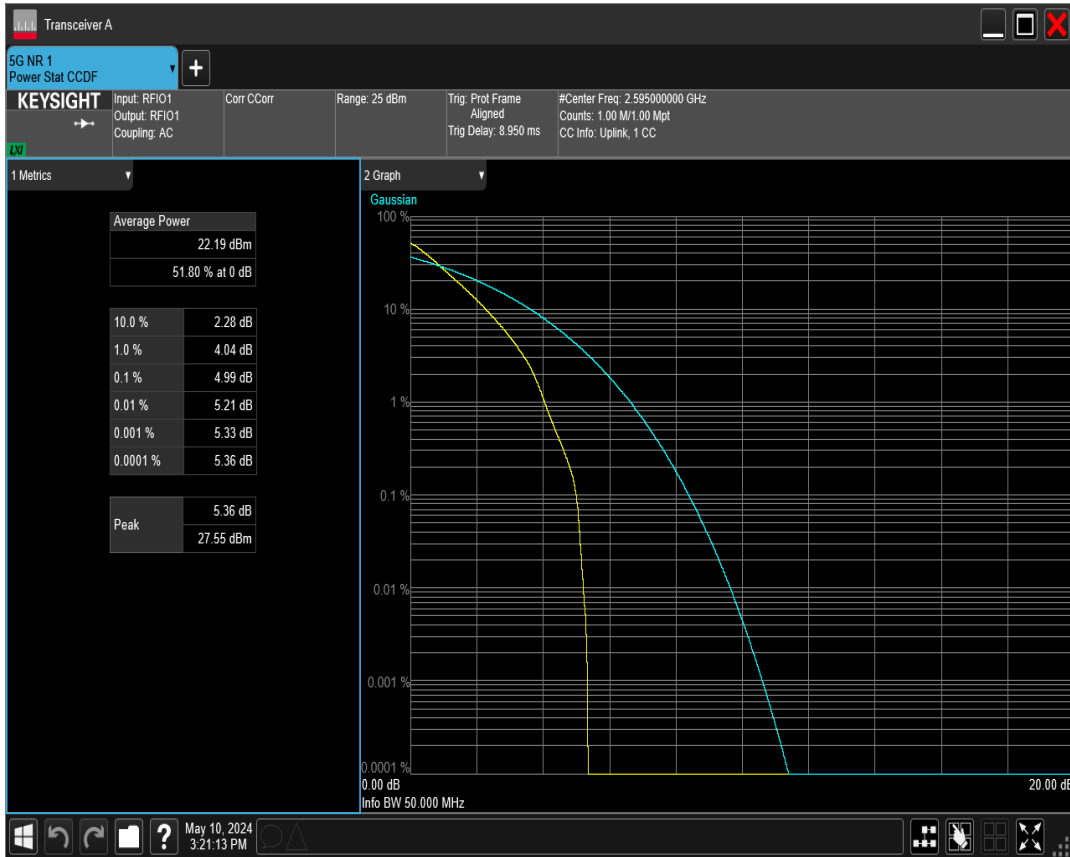 Transceiver A
5G NR 1
Power Stat CCDF
KEYSIGHT
LXI
Input: RFIO1
Output: RFIO1
Coupling: AC
Corr CCorr
Range: 25 dBm
Trig: Prot Frame
Aligned
Trig Delay: 8.950 ms
#Center Freq: 2.595000000 GHz
Counts: 1.00 M/1.00 Mpt
CC Info: Uplink, 1 CC
1 Metrics
Average Power
22.19 dBm
51.80 % at 0 dB
10.0 % 2.28 dB
1.0 % 4.04 dB
0.1 % 4.99 dB
0.01 % 5.21 dB
0.001 % 5.33 dB
0.0001 % 5.36 dB
Peak
5.36 dB
27.55 dBm
2 Graph
Gaussian
100 %
10 %
1 %
0.1 %
0.01 %
0.001 %
0.0001 %
0.00 dB 20.00 dB
Info BW 50.000 MHz
?
May 10, 2024
3:21:13 PM